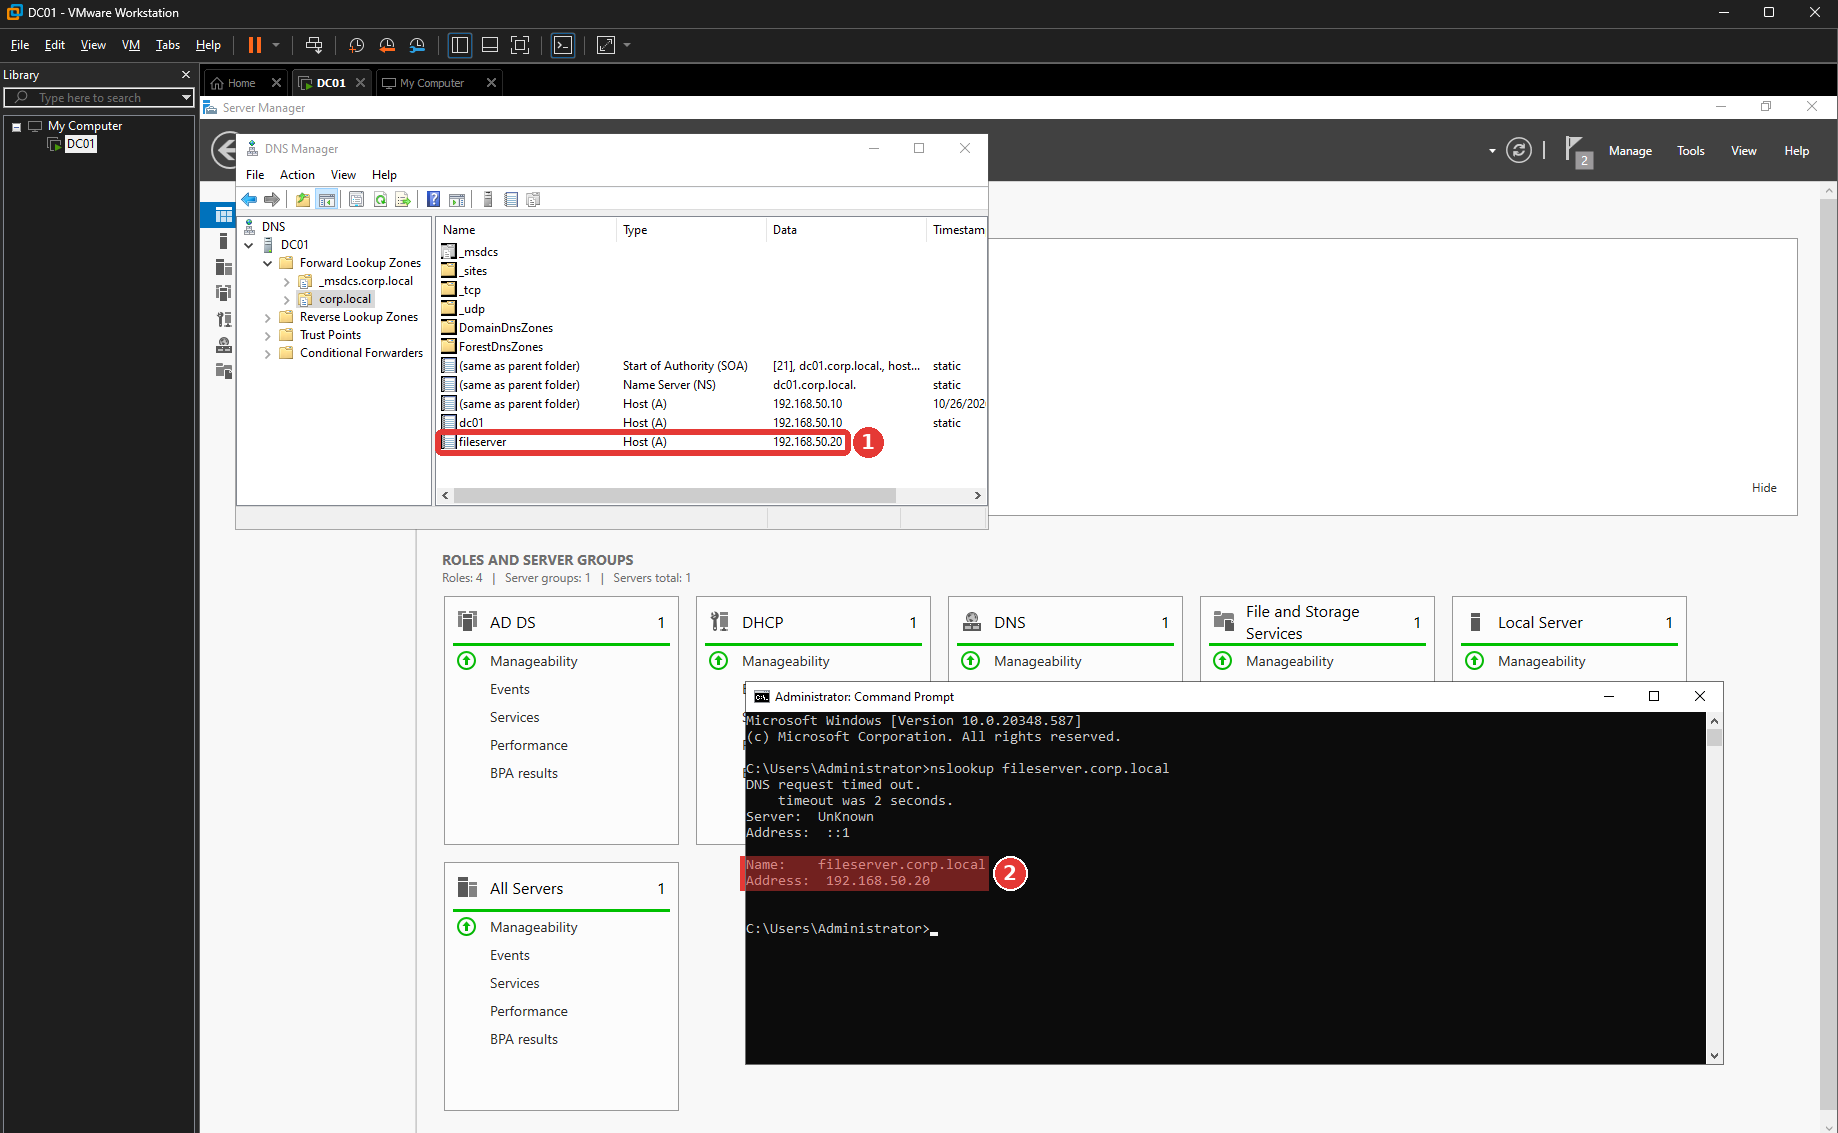 DC01 - VMware Workstation
File Edit View VM Tabs Help
Library
Home DC01 My Computer
Type here to search
Server Manager
My Computer
DC01
DNS Manager
2 Manage Tools View Help
File Action View Help
DNS
DC01
Forward Lookup Zones
_msdcs.corp.local
corp.local
Reverse Lookup Zones
Trust Points
Conditional Forwarders
Name Type Data Timestam
_msdcs
_sites
_tcp
_udp
DomainDnsZones
ForestDnsZones
(same as parent folder) Start of Authority (SOA) [21], dc01.corp.local., host... static
(same as parent folder) Name Server (NS) dc01.corp.local. static
(same as parent folder) Host (A) 192.168.50.10 10/26/202
dc01 Host (A) 192.168.50.10 static
fileserver Host (A) 192.168.50.20 1
Hide
ROLES AND SERVER GROUPS
Roles: 4 | Server groups: 1 | Servers total: 1
AD DS 1
Manageability
Events
Services
Performance
BPA results
DHCP 1
Manageability
DNS 1
Manageability
File and Storage
Services 1
Manageability
Local Server 1
Manageability
All Servers 1
Manageability
Events
Services
Performance
BPA results
Administrator: Command Prompt
Microsoft Windows [Version 10.0.20348.587]
(c) Microsoft Corporation. All rights reserved.
C:\Users\Administrator>nslookup fileserver.corp.local
DNS request timed out.
timeout was 2 seconds.
Server: UnKnown
Address: ::1
Name: fileserver.corp.local
Address: 192.168.50.20
2
C:\Users\Administrator>